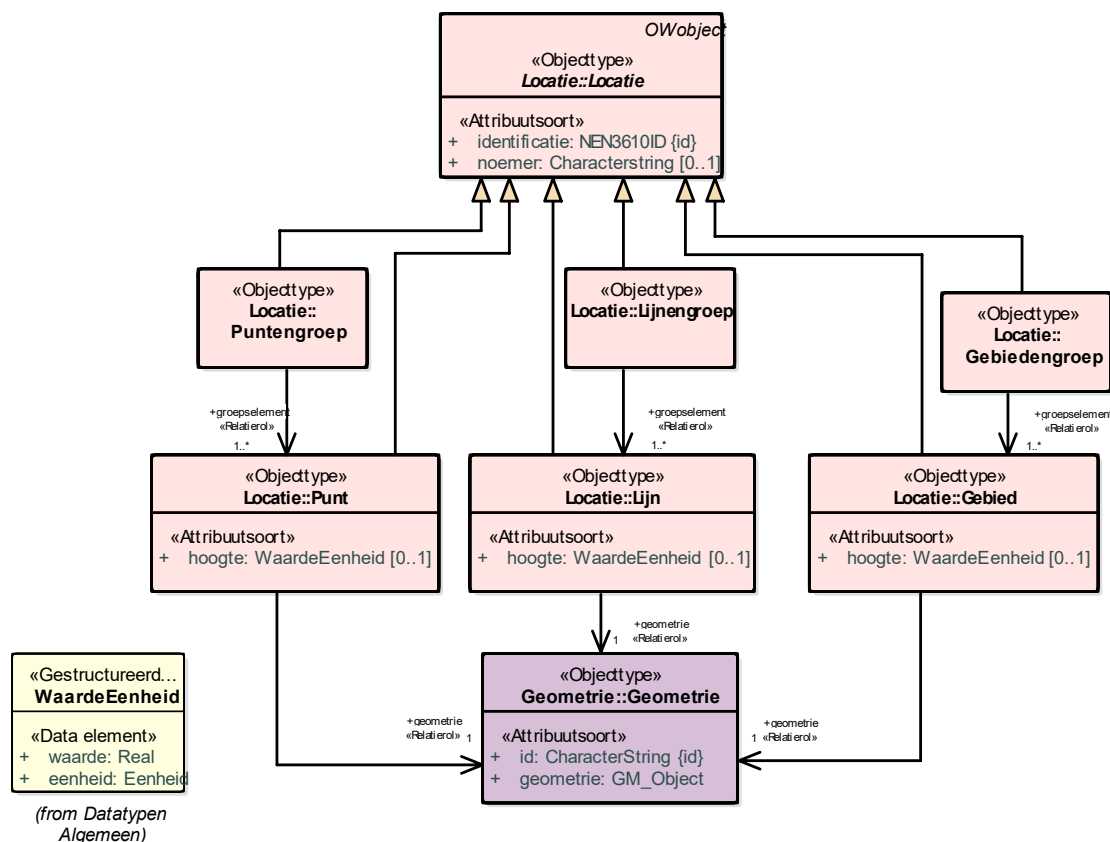 OWobject
«Objecttype»
Locatie::Locatie
«Attribuutsoort»
+ identificatie: NEN3610ID {id}
+ noemer: Characterstring [0..1]
«Objecttype»
Locatie::
Puntengroep
«Objecttype»
Locatie::Lijnengroep
«Objecttype»
Locatie::
Gebiedengroep
+groepselement
«Relatierol»
1..*
+groepselement
«Relatierol»
1..*
+groepselement
«Relatierol»
1..*
«Objecttype»
Locatie::Punt
«Attribuutsoort»
+ hoogte: WaardeEenheid [0..1]
«Objecttype»
Locatie::Lijn
«Attribuutsoort»
+ hoogte: WaardeEenheid [0..1]
«Objecttype»
Locatie::Gebied
«Attribuutsoort»
+ hoogte: WaardeEenheid [0..1]
+geometrie
1 «Relatierol»
«Gestructureerd...
WaardeEenheid
«Data element»
+ waarde: Real
+ eenheid: Eenheid
(from Datatypen
Algemeen)
+geometrie
«Relatierol» 1
«Objecttype»
Geometrie::Geometrie
«Attribuutsoort»
+ id: CharacterString {id}
+ geometrie: GM_Object
+geometrie
1 «Relatierol»